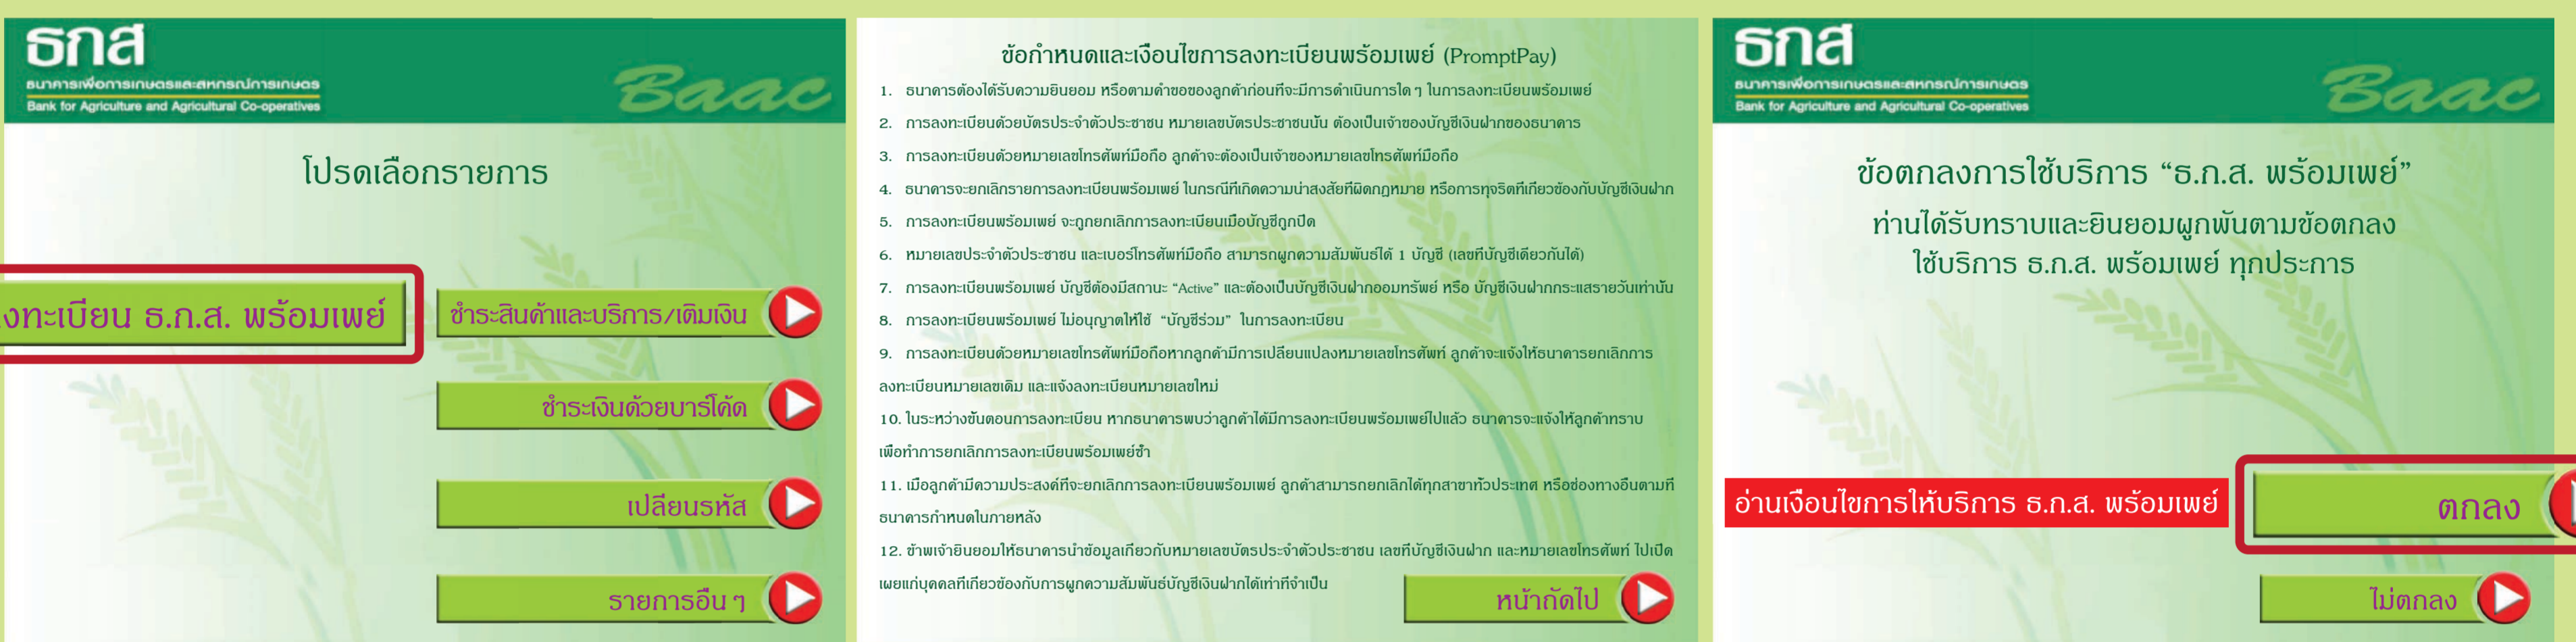 ธกส
ธนาคารเพื่อการเกษตรและสหกรณ์การเกษตร
Bank for Agriculture and Agricultural Co-operatives
Baac
โปรดเลือกรายการ
งทะเบียน ธ.ก.ส. พร้อมเพย์
ชำระสินค้าและบริการ/เติมเงิน
ชำระเงินด้วยบาร์โค้ด
เปลี่ยนรหัส
รายการอื่น ๆ
ข้อกำหนดและเงื่อนไขการลงทะเบียนพร้อมเพย์ (PromptPay)
1. ธนาคารต้องได้รับความยินยอม หรือตามคำขอของลูกค้าก่อนที่จะมีการดำเนินการใด ๆ ในการลงทะเบียนพร้อมเพย์
2. การลงทะเบียนด้วยบัตรประจำตัวประชาชน หมายเลขบัตรประชาชนนั้น ต้องเป็นเจ้าของบัญชีเงินฝากของธนาคาร
3. การลงทะเบียนด้วยหมายเลขโทรศัพท์มือถือ ลูกค้าจะต้องเป็นเจ้าของหมายเลขโทรศัพท์มือถือ
4. ธนาคารจะยกเลิกรายการลงทะเบียนพร้อมเพย์ ในกรณีที่เกิดความน่าสงสัยที่ผิดกฎหมาย หรือการทุจริตที่เกี่ยวข้องกับบัญชีเงินฝาก
5. การลงทะเบียนพร้อมเพย์ จะถูกยกเลิกการลงทะเบียนเมื่อบัญชีถูกปิด
6. หมายเลขประจำตัวประชาชน และเบอร์โทรศัพท์มือถือ สามารถผูกความสัมพันธ์ได้ 1 บัญชี (เลขที่บัญชีเดียวกันได้)
7. การลงทะเบียนพร้อมเพย์ บัญชีต้องมีสถานะ “Active” และต้องเป็นบัญชีเงินฝากออมทรัพย์ หรือ บัญชีเงินฝากกระแสรายวันเท่านั้น
8. การลงทะเบียนพร้อมเพย์ ไม่อนุญาตให้ใช้ “บัญชีร่วม” ในการลงทะเบียน
9. การลงทะเบียนด้วยหมายเลขโทรศัพท์มือถือหากลูกค้ามีการเปลี่ยนแปลงหมายเลขโทรศัพท์ ลูกค้าจะแจ้งให้ธนาคารยกเลิกการ
ลงทะเบียนหมายเลขเดิม และแจ้งลงทะเบียนหมายเลขใหม่
10. ในระหว่างขั้นตอนการลงทะเบียน หากธนาคารพบว่าลูกค้าได้มีการลงทะเบียนพร้อมเพย์ไปแล้ว ธนาคารจะแจ้งให้ลูกค้าทราบ
เพื่อทำการยกเลิกการลงทะเบียนพร้อมเพย์ซ้ำ
11. เมื่อลูกค้ามีความประสงค์ที่จะยกเลิกการลงทะเบียนพร้อมเพย์ ลูกค้าสามารถยกเลิกได้ทุกสาขาทั่วประเทศ หรือช่องทางอื่นตามที่
ธนาคารกำหนดในภายหลัง
12. ข้าพเจ้ายินยอมให้ธนาคารนำข้อมูลเกี่ยวกับหมายเลขบัตรประจำตัวประชาชน เลขที่บัญชีเงินฝาก และหมายเลขโทรศัพท์ ไปเปิด
เผยแก่บุคคลที่เกี่ยวข้องกับการผูกความสัมพันธ์บัญชีเงินฝากได้เท่าที่จำเป็น
หน้าถัดไป
ธกส
ธนาคารเพื่อการเกษตรและสหกรณ์การเกษตร
Bank for Agriculture and Agricultural Co-operatives
Baac
ข้อตกลงการใช้บริการ “ธ.ก.ส. พร้อมเพย์”
ท่านได้รับทราบและยินยอมผูกพันตามข้อตกลง
ใช้บริการ ธ.ก.ส. พร้อมเพย์ ทุกประการ
อ่านเงื่อนไขการให้บริการ ธ.ก.ส. พร้อมเพย์
ตกลง
ไม่ตกลง